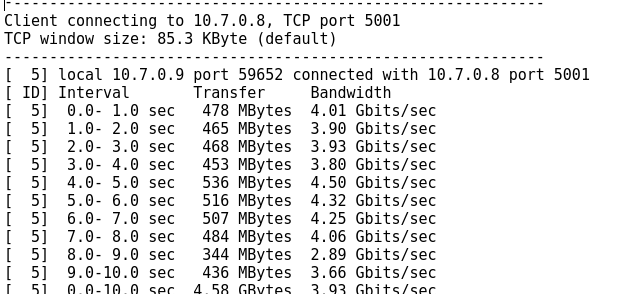 ------------------------------------------------------------
Client connecting to 10.7.0.8, TCP port 5001
TCP window size: 85.3 KByte (default)
------------------------------------------------------------
[  5] local 10.7.0.9 port 59652 connected with 10.7.0.8 port 5001
[ ID] Interval       Transfer     Bandwidth
[  5]  0.0- 1.0 sec   478 MBytes  4.01 Gbits/sec
[  5]  1.0- 2.0 sec   465 MBytes  3.90 Gbits/sec
[  5]  2.0- 3.0 sec   468 MBytes  3.93 Gbits/sec
[  5]  3.0- 4.0 sec   453 MBytes  3.80 Gbits/sec
[  5]  4.0- 5.0 sec   536 MBytes  4.50 Gbits/sec
[  5]  5.0- 6.0 sec   516 MBytes  4.32 Gbits/sec
[  5]  6.0- 7.0 sec   507 MBytes  4.25 Gbits/sec
[  5]  7.0- 8.0 sec   484 MBytes  4.06 Gbits/sec
[  5]  8.0- 9.0 sec   344 MBytes  2.89 Gbits/sec
[  5]  9.0-10.0 sec   436 MBytes  3.66 Gbits/sec
[  5]  0.0-10.0 sec  4.58 GBytes  3.93 Gbits/sec